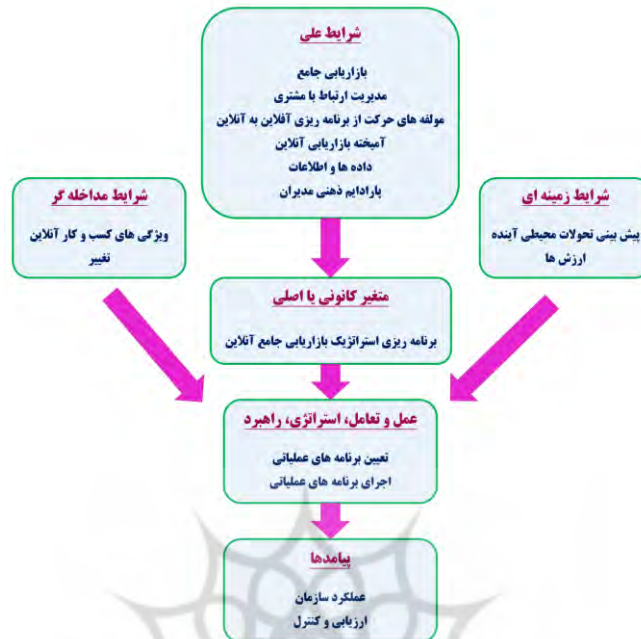 شرایط علی
بازاریابی جامع
مدیریت ارتباط با مشتری
مولفه های حرکت از برنامه ریزی آفلاین به آنلاین
آمیخته بازاریابی آنلاین
داده ها و اطلاعات
پارادایم ذهنی مدیران
شرایط زمینه ای
پیش بینی تحولات محیطی آینده
ارزش ها
شرایط مداخله گر
ویژگی های کسب و کار آنلاین
تغییر
متغیر کانونی یا اصلی
برنامه ریزی استراتژیک بازاریابی جامع آنلاین
عمل و تعامل، استراتژی، راهبرد
تعیین برنامه های عملیاتی
اجرای برنامه های عملیاتی
پیامدها
عملکرد سازمان
ارزیابی و کنترل